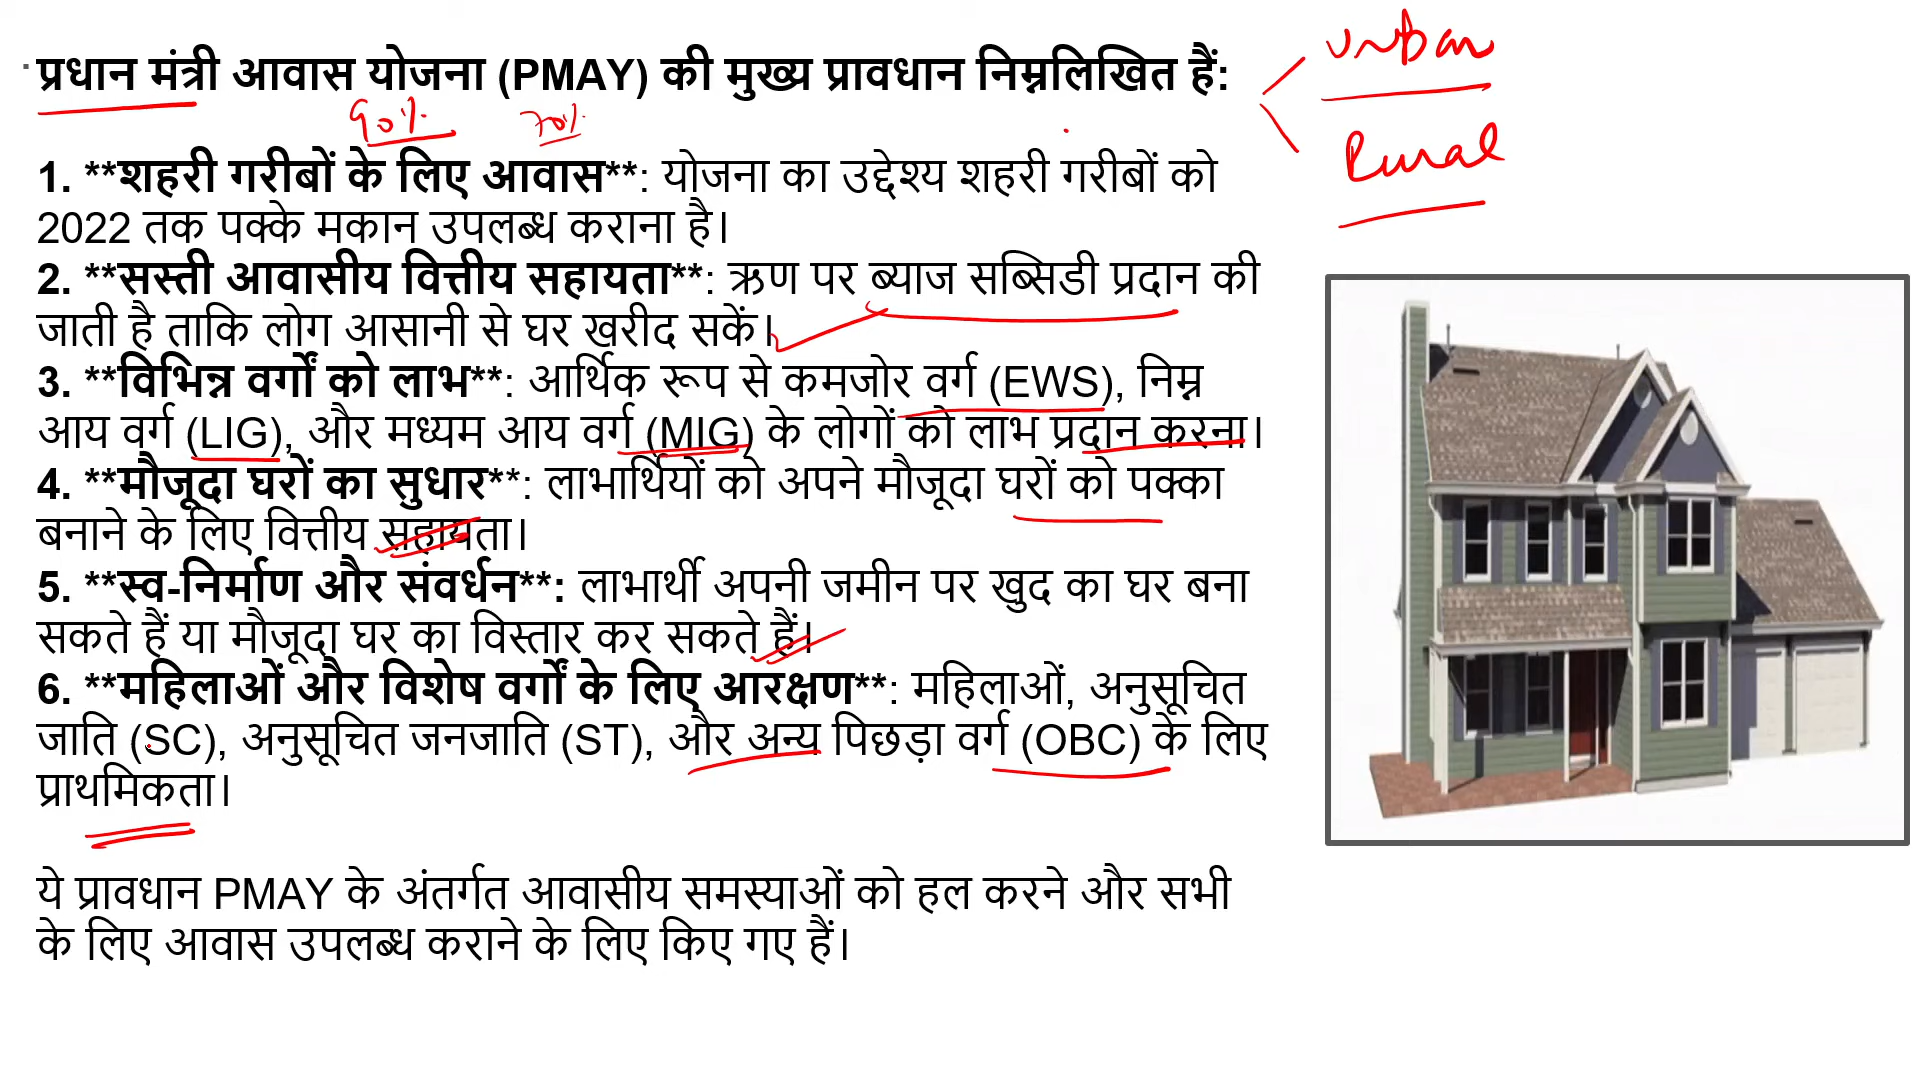 प्रधान मंत्री आवास योजना (PMAY) की मुख्य प्रावधान निम्नलिखित हैं:
Urban
Rural
90% 70%
1. **शहरी गरीबों के लिए आवास**: योजना का उद्देश्य शहरी गरीबों को
2022 तक पक्के मकान उपलब्ध कराना है।
2. **सस्ती आवासीय वित्तीय सहायता**: ऋण पर ब्याज सब्सिडी प्रदान की
जाती है ताकि लोग आसानी से घर खरीद सकें।
3. **विभिन्न वर्गों को लाभ**: आर्थिक रूप से कमजोर वर्ग (EWS), निम्न
आय वर्ग (LIG), और मध्यम आय वर्ग (MIG) के लोगों को लाभ प्रदान करना।
4. **मौजूदा घरों का सुधार**: लाभार्थियों को अपने मौजूदा घरों को पक्का
बनाने के लिए वित्तीय सहायता।
5. **स्व-निर्माण और संवर्धन**: लाभार्थी अपनी जमीन पर खुद का घर बना
सकते हैं या मौजूदा घर का विस्तार कर सकते हैं।
6. **महिलाओं और विशेष वर्गों के लिए आरक्षण**: महिलाओं, अनुसूचित
जाति (SC), अनुसूचित जनजाति (ST), और अन्य पिछड़ा वर्ग (OBC) के लिए
प्राथमिकता।
ये प्रावधान PMAY के अंतर्गत आवासीय समस्याओं को हल करने और सभी
के लिए आवास उपलब्ध कराने के लिए किए गए हैं।